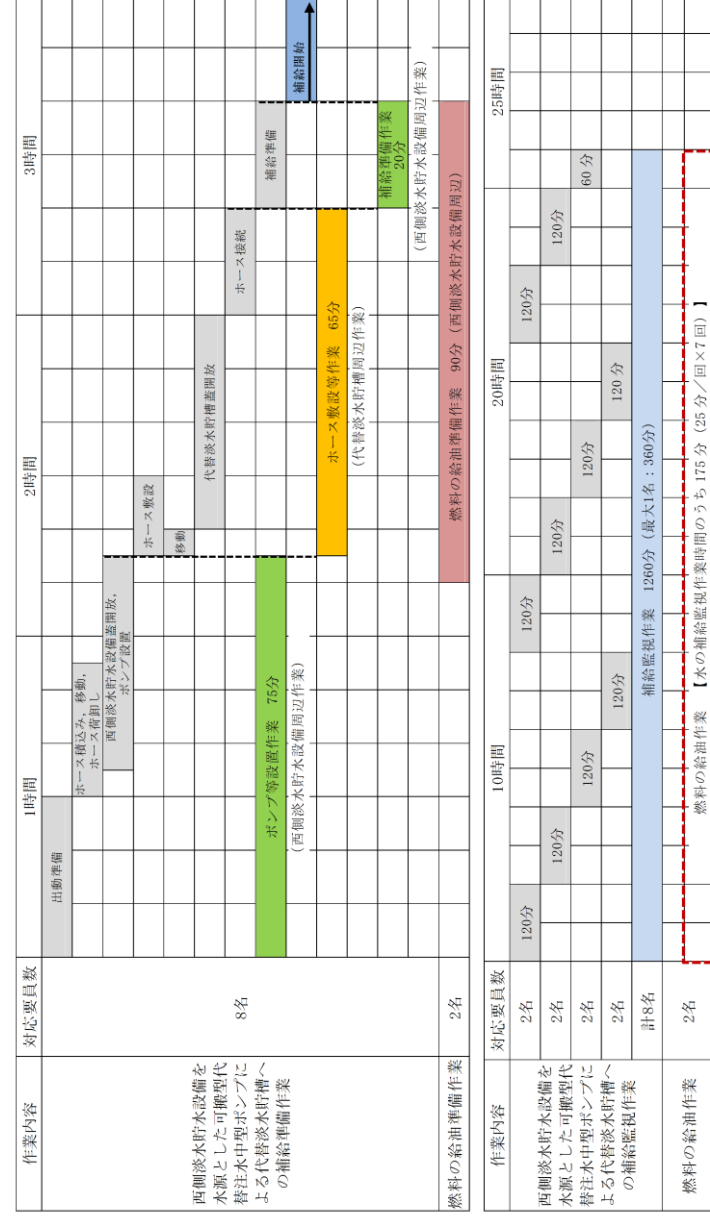 作業内容
対応要員数
1時間
2時間
3時間
西側淡水貯水設備を
水源とした可搬型代
替注水中型ポンプに
よる代替淡水貯槽へ
の補給準備作業
8名
出動準備
ホース積込み，移動，
ホース荷卸し
西側淡水貯水設備蓋開放，
ポンプ設置
ホース敷設
移動
代替淡水貯槽蓋開放
ホース接続
補給準備
補給開始
ポンプ等設置作業　75分
(西側淡水貯水設備周辺作業)
ホース敷設等作業　65分
(代替淡水貯槽周辺作業)
補給準備作業
20分
(西側淡水貯水設備周辺作業)
燃料の給油準備作業
2名
燃料の給油準備作業　90分（西側淡水貯水設備周辺）
作業内容
対応要員数
10時間
20時間
25時間
西側淡水貯水設備を
水源とした可搬型代
替注水中型ポンプに
よる代替淡水貯槽へ
の補給監視作業
2名
120分
120分
120分
2名
120分
120分
120分
2名
120分
120分
60 分
2名
120分
120 分
計8名
補給監視作業　1260分（最大1名：360分）
燃料の給油作業
2名
燃料の給油作業　【水の補給監視作業時間のうち 175 分（25 分／回×7 回）】